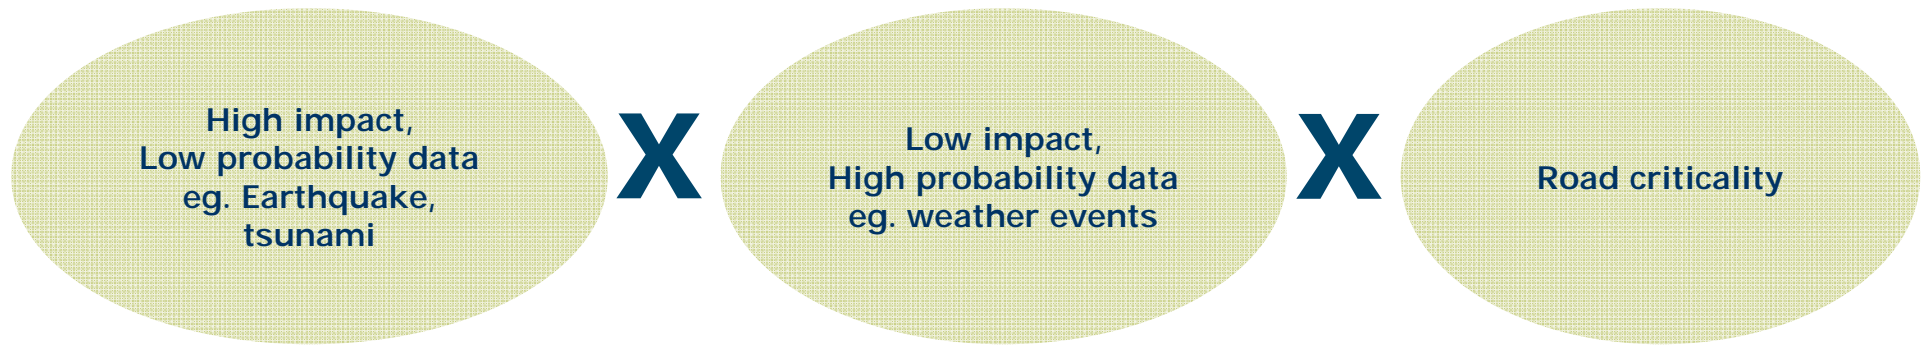 High impact,
Low probability data
eg. Earthquake,
tsunami
X
Low impact,
High probability data
eg. weather events
X
Road criticality